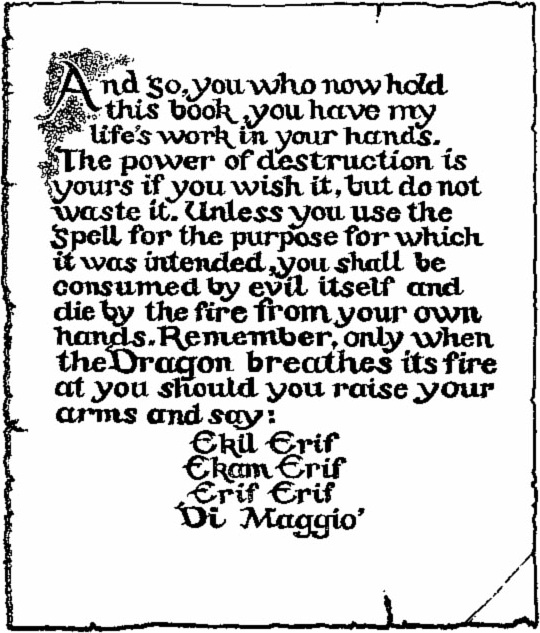 And so, you who now hold
this book, you have my
life's work in your hands.
The power of destruction is
yours if you wish it, but do not
waste it. Unless you use the
Spell for the purpose for which
it was intended, you shall be
consumed by evil itself and
die by the fire from your own
hands. Remember, only when
the Dragon breathes its fire
at you should you raise your
arms and say:
Ekil Erif
Ekam Erif
Erif Erif
Di Maggio'